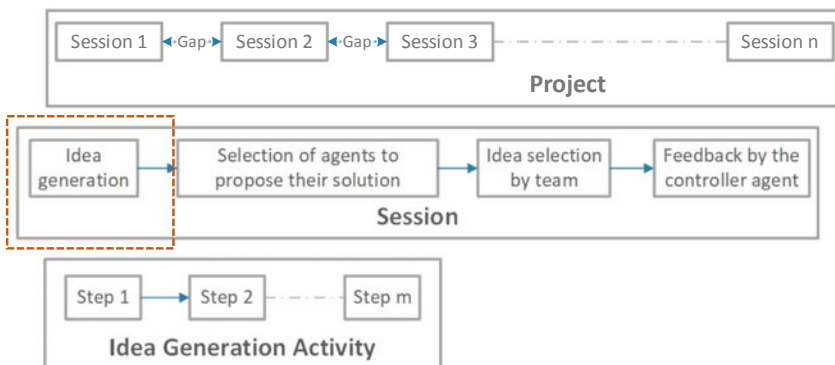 Session 1
Gap
Session 2
Gap
Session 3
Session n
Project
Idea
generation
Selection of agents to
propose their solution
Idea selection
by team
Feedback by the
controller agent
Session
Step 1
Step 2
Step m
Idea Generation Activity